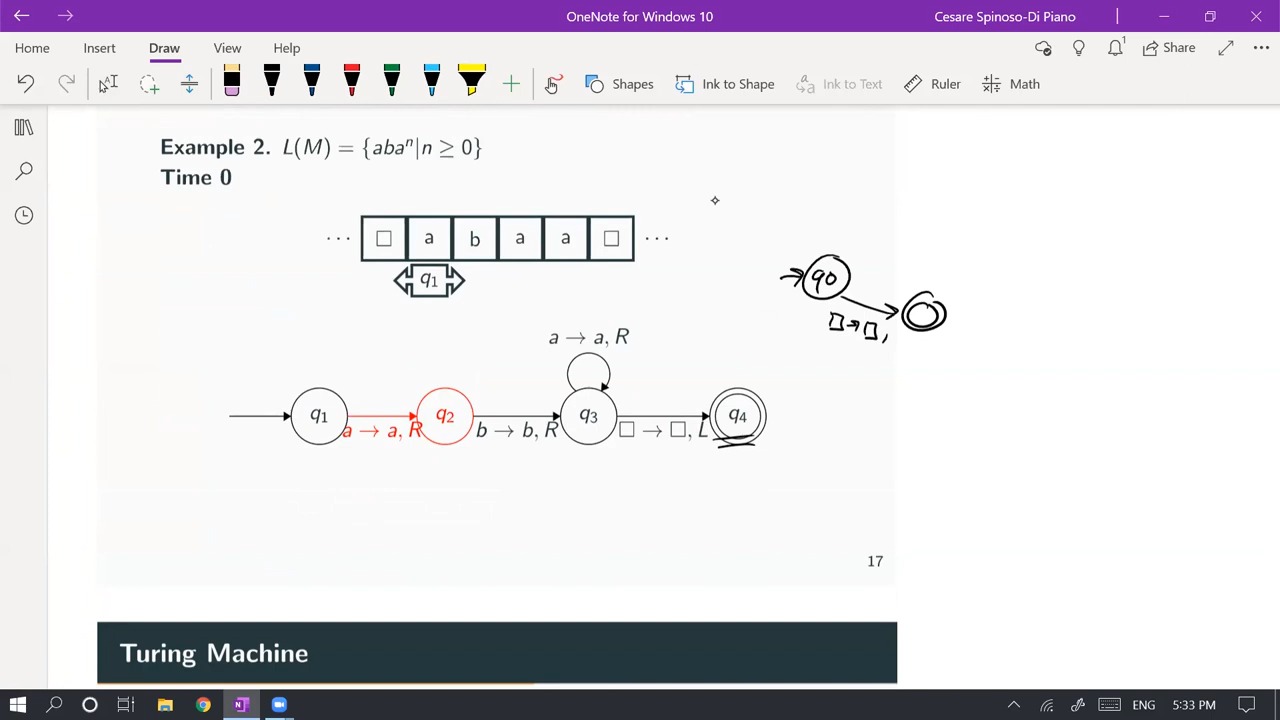 OneNote for Windows 10
Cesare Spinoso-Di Piano
Home Insert Draw View Help
1
Share
Shapes
Ink to Shape
Ink to Text
Ruler
Math
Example 2. L(M) = {abaⁿ|n ≥ 0}
Time 0
··· □ a b a a □ ···
q₁
q0
□→□,
a → a, R
q₁ q₂ q₃ q₄
a → a, R b → b, R □ → □, L
17
Turing Machine
ENG 5:33 PM